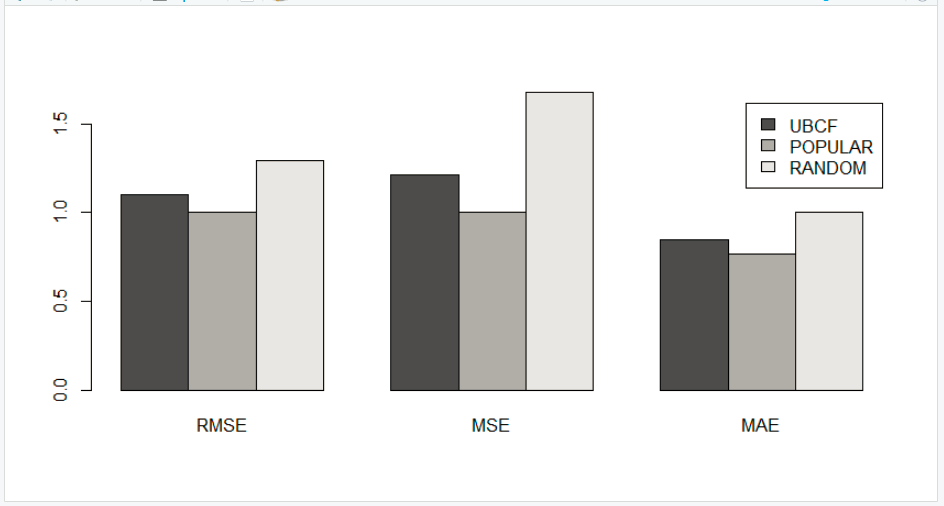 1.5
1.0
0.5
0.0
UBCF
POPULAR
RANDOM
RMSE MSE MAE